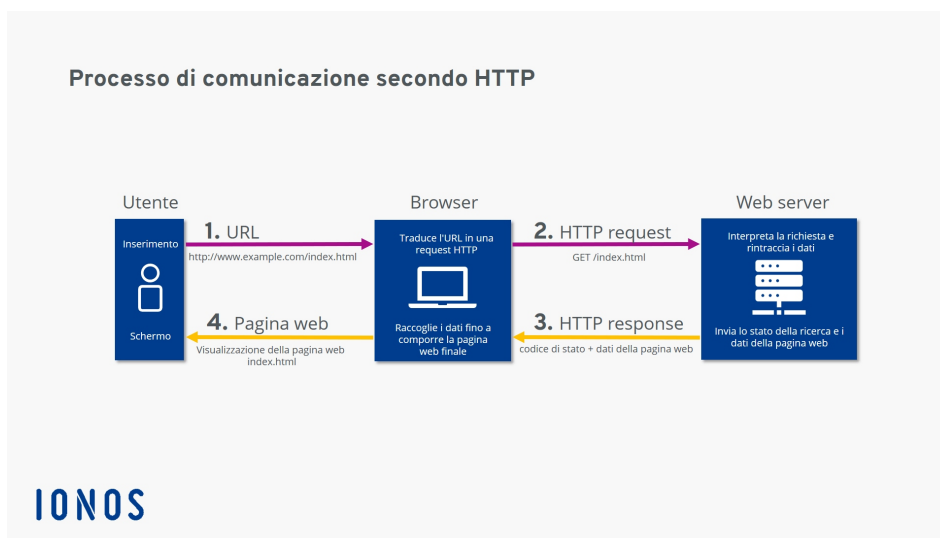 Processo di comunicazione secondo HTTP
Utente
Browser
Web server
Inserimento
1. URL
http://www.example.com/index.html
Traduce l'URL in una
request HTTP
2. HTTP request
GET /index.html
Interpreta la richiesta e
rintraccia i dati
Schermo
4. Pagina web
Visualizzazione della pagina web
index.html
Raccoglie i dati fino a
comporre la pagina
web finale
3. HTTP response
codice di stato + dati della pagina web
Invia lo stato della ricerca e i
dati della pagina web
IONOS